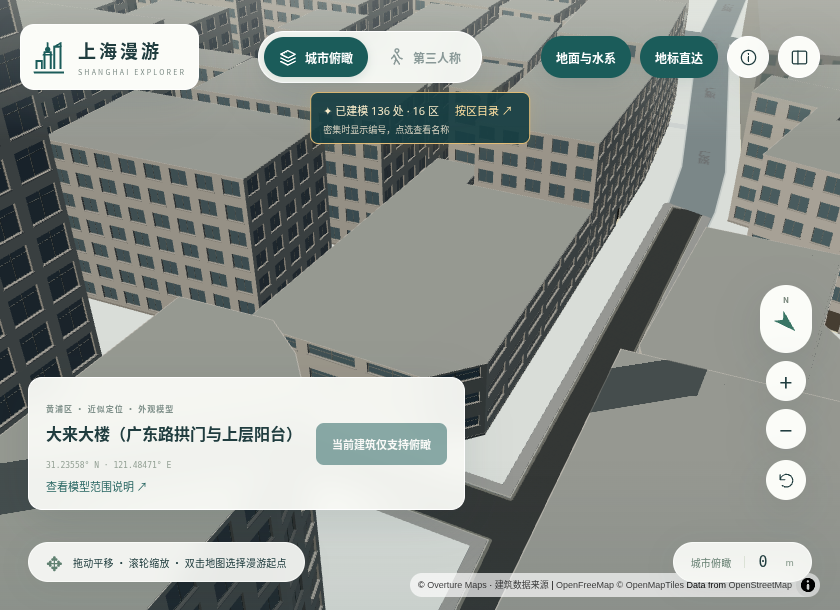 上海漫游
SHANGHAI EXPLORER
城市俯瞰
第三人称
地面与水系
地标直达
✦ 已建模 136 处 · 16 区 按区目录 ↗
密集时显示编号，点选查看名称
N
黄浦区 · 近似定位 · 外观模型
大来大楼（广东路拱门与上层阳台）
当前建筑仅支持俯瞰
31.23558° N · 121.48471° E
查看模型范围说明 ↗
拖动平移 · 滚轮缩放 · 双击地图选择漫游起点
城市俯瞰 0 m
© Overture Maps · 建筑数据来源 | OpenFreeMap © OpenMapTiles Data from OpenStreetMap